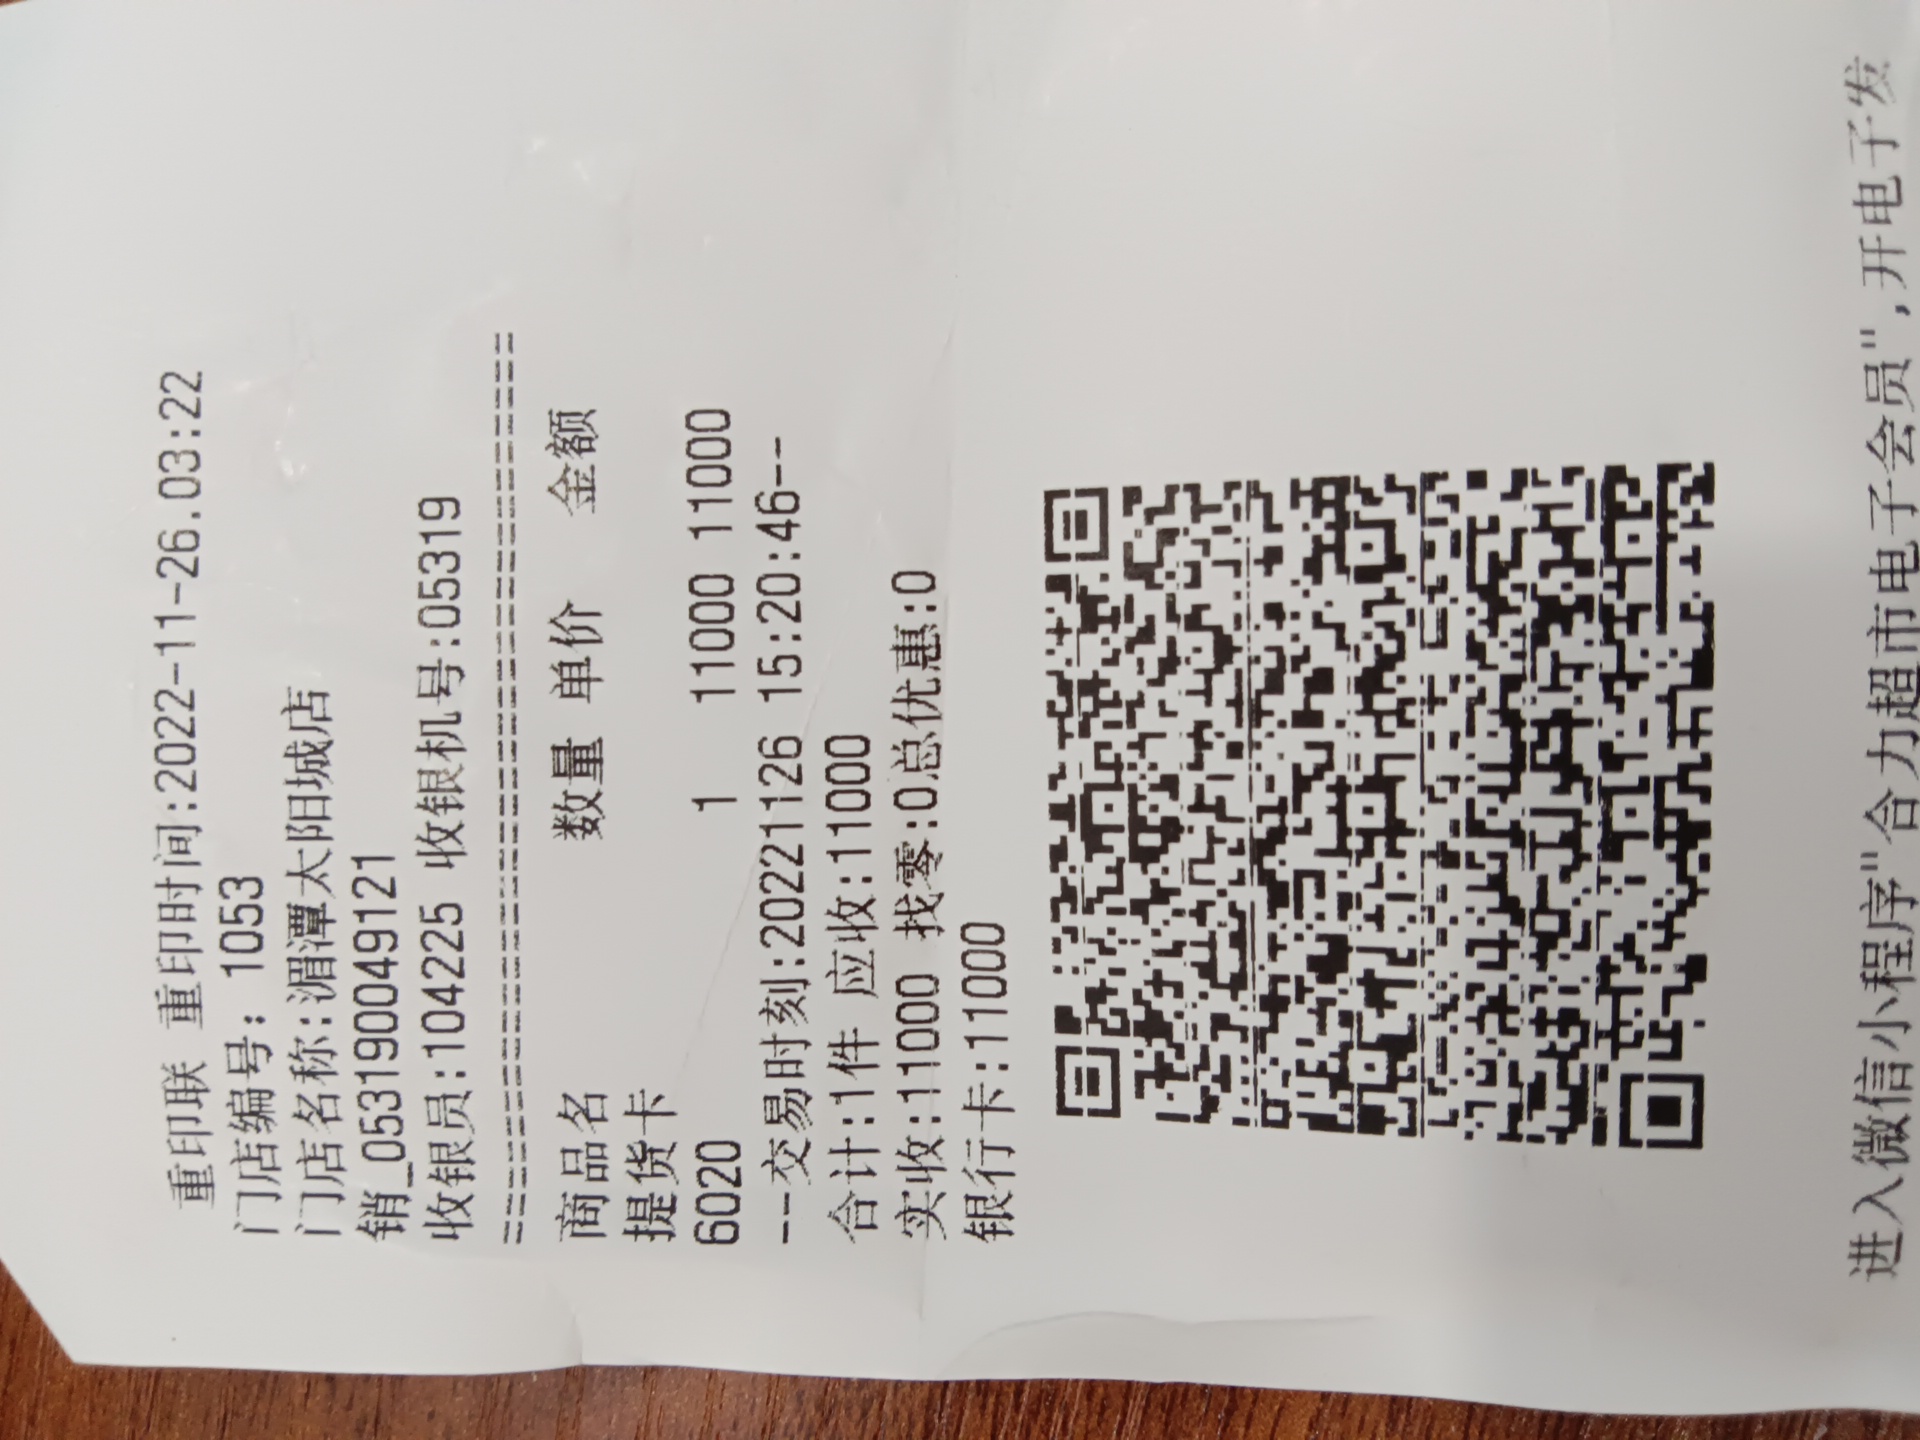 重印联 重印时间:2022-11-26.03:22
门店编号: 1053
门店名称:湄潭太阳城店
销_053190049121
收银员:104225 收银机号:05319
================================
商品名 数量 单价 金额
提货卡
6020 1 11000 11000
--交易时刻:20221126 15:20:46--
合计:1件 应收:11000
实收:11000 找零:0总优惠:0
银行卡:11000
进入微信小程序"合力超市电子会员",开电子发